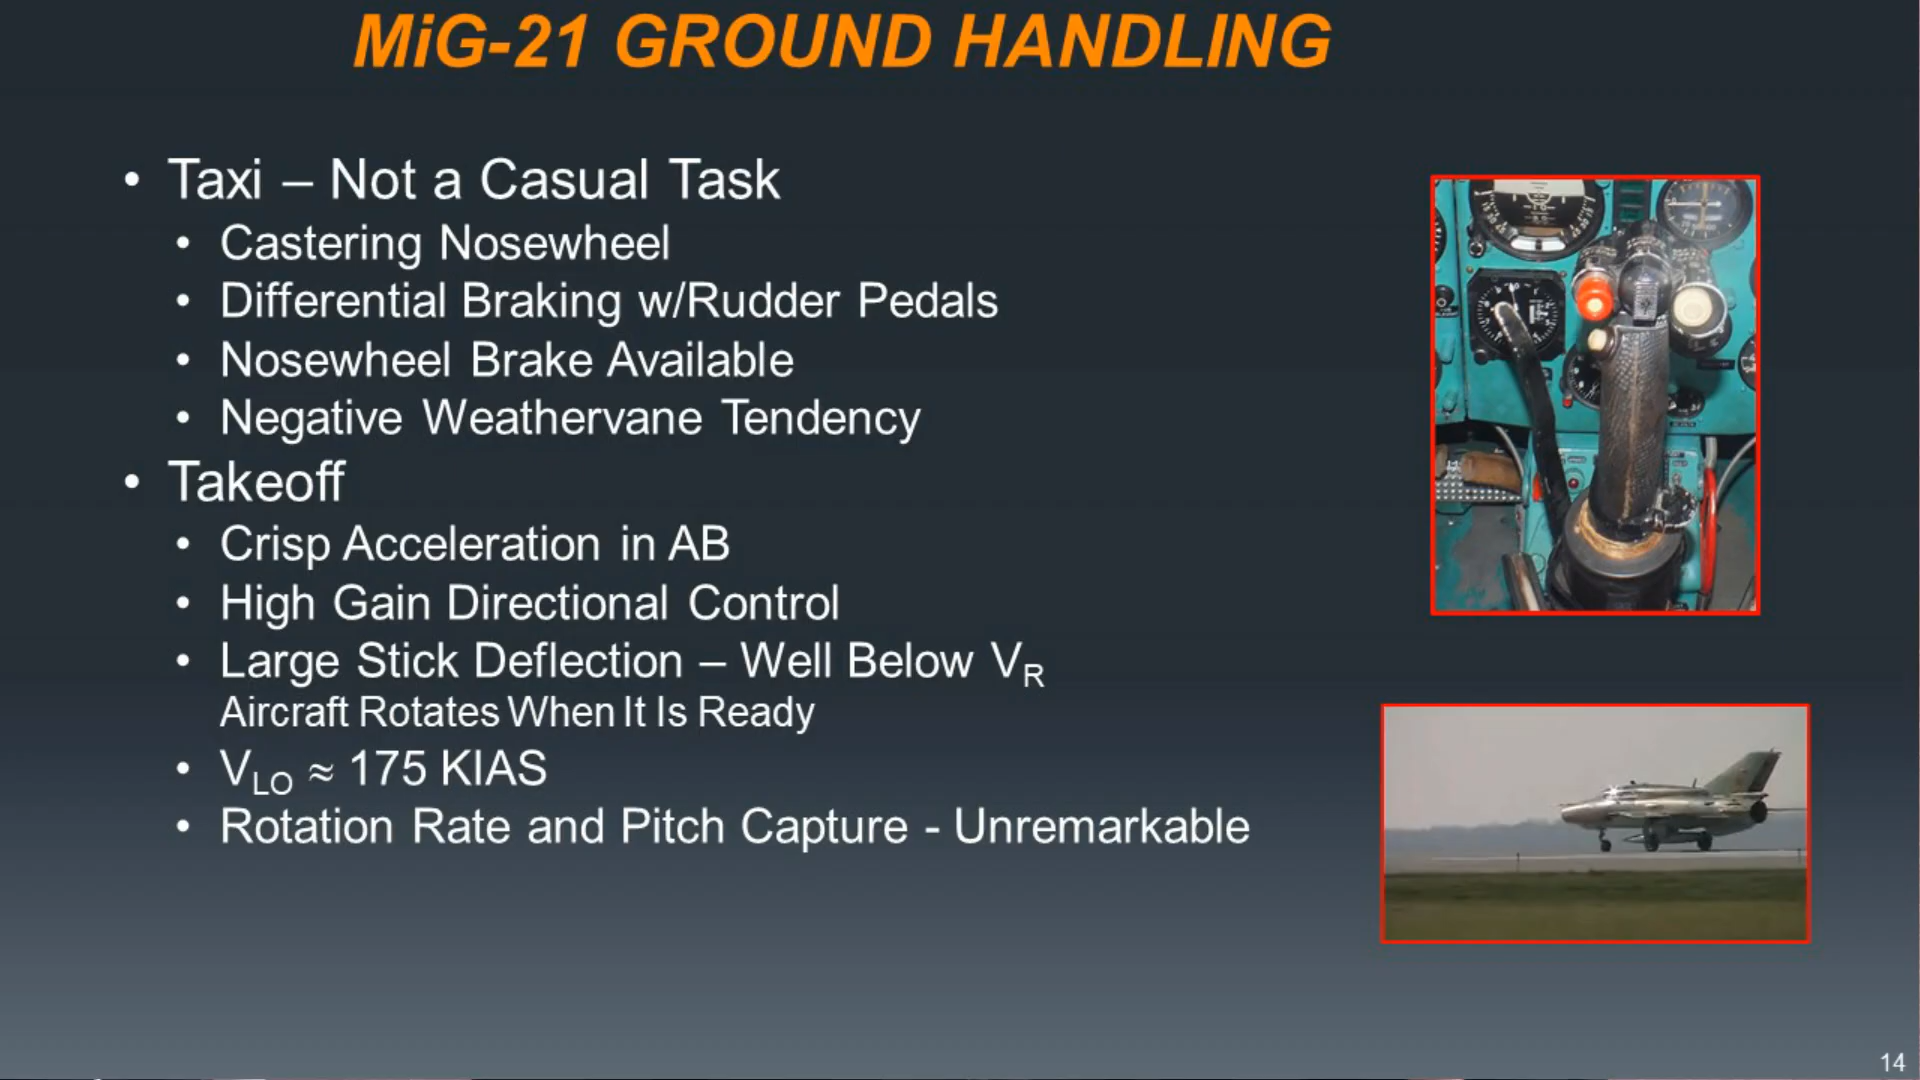 MiG-21 GROUND HANDLING
• Taxi – Not a Casual Task
• Castering Nosewheel
• Differential Braking w/Rudder Pedals
• Nosewheel Brake Available
• Negative Weathervane Tendency
• Takeoff
• Crisp Acceleration in AB
• High Gain Directional Control
• Large Stick Deflection – Well Below VR
Aircraft Rotates When It Is Ready
• VLO ≈ 175 KIAS
• Rotation Rate and Pitch Capture - Unremarkable
14